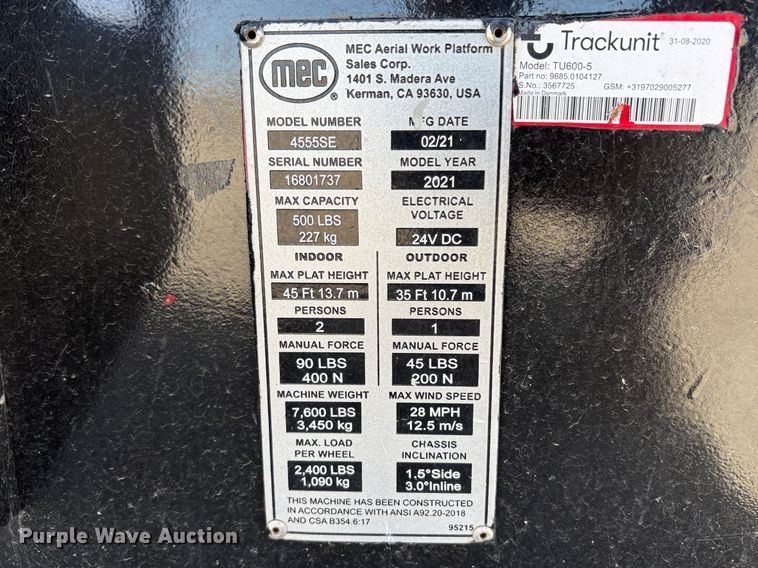 mec
®
MEC Aerial Work Platform
Sales Corp.
1401 S. Madera Ave
Kerman, CA 93630, USA
MODEL NUMBER
4555SE
MFG DATE
02/21
SERIAL NUMBER
16801737
MODEL YEAR
2021
MAX CAPACITY
500 LBS
227 kg
ELECTRICAL
VOLTAGE
24V DC
INDOOR
OUTDOOR
MAX PLAT HEIGHT
45 Ft 13.7 m
MAX PLAT HEIGHT
35 Ft 10.7 m
PERSONS
2
PERSONS
1
MANUAL FORCE
90 LBS
400 N
MANUAL FORCE
45 LBS
200 N
MACHINE WEIGHT
7,600 LBS
3,450 kg
MAX WIND SPEED
28 MPH
12.5 m/s
MAX. LOAD
PER WHEEL
2,400 LBS
1,090 kg
CHASSIS
INCLINATION
1.5°Side
3.0°Inline
THIS MACHINE HAS BEEN CONSTRUCTED
IN ACCORDANCE WITH ANSI A92.20-2018
AND CSA B354.6:17
95215
Trackunit® 31-08-2020
Model: TU600-5
Part no: 9685.0104127
S.No.: 3567725 GSM: +3197029005277
Made in Denmark
Purple Wave Auction